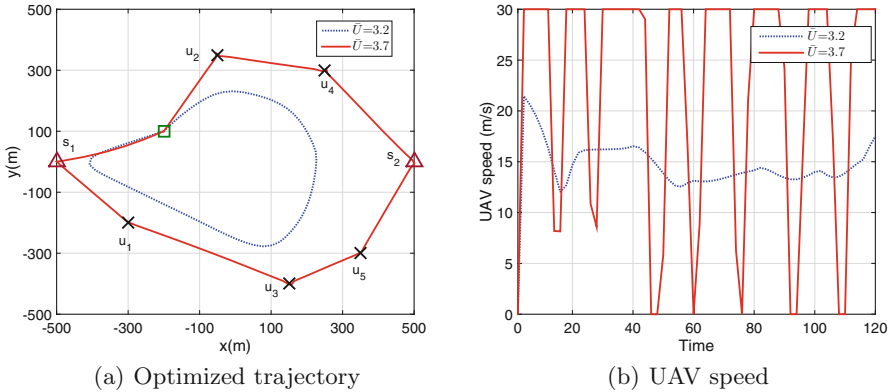 500
300
100
-100
-300
-500
y(m)
-500 -300 -100 100 300 500
x(m)
Ū=3.2
Ū=3.7
u2
u4
s1
s2
u1
u3
u5
(a) Optimized trajectory
30
25
20
15
10
5
0
UAV speed (m/s)
0 20 40 60 80 100 120
Time
Ū=3.2
Ū=3.7
(b) UAV speed